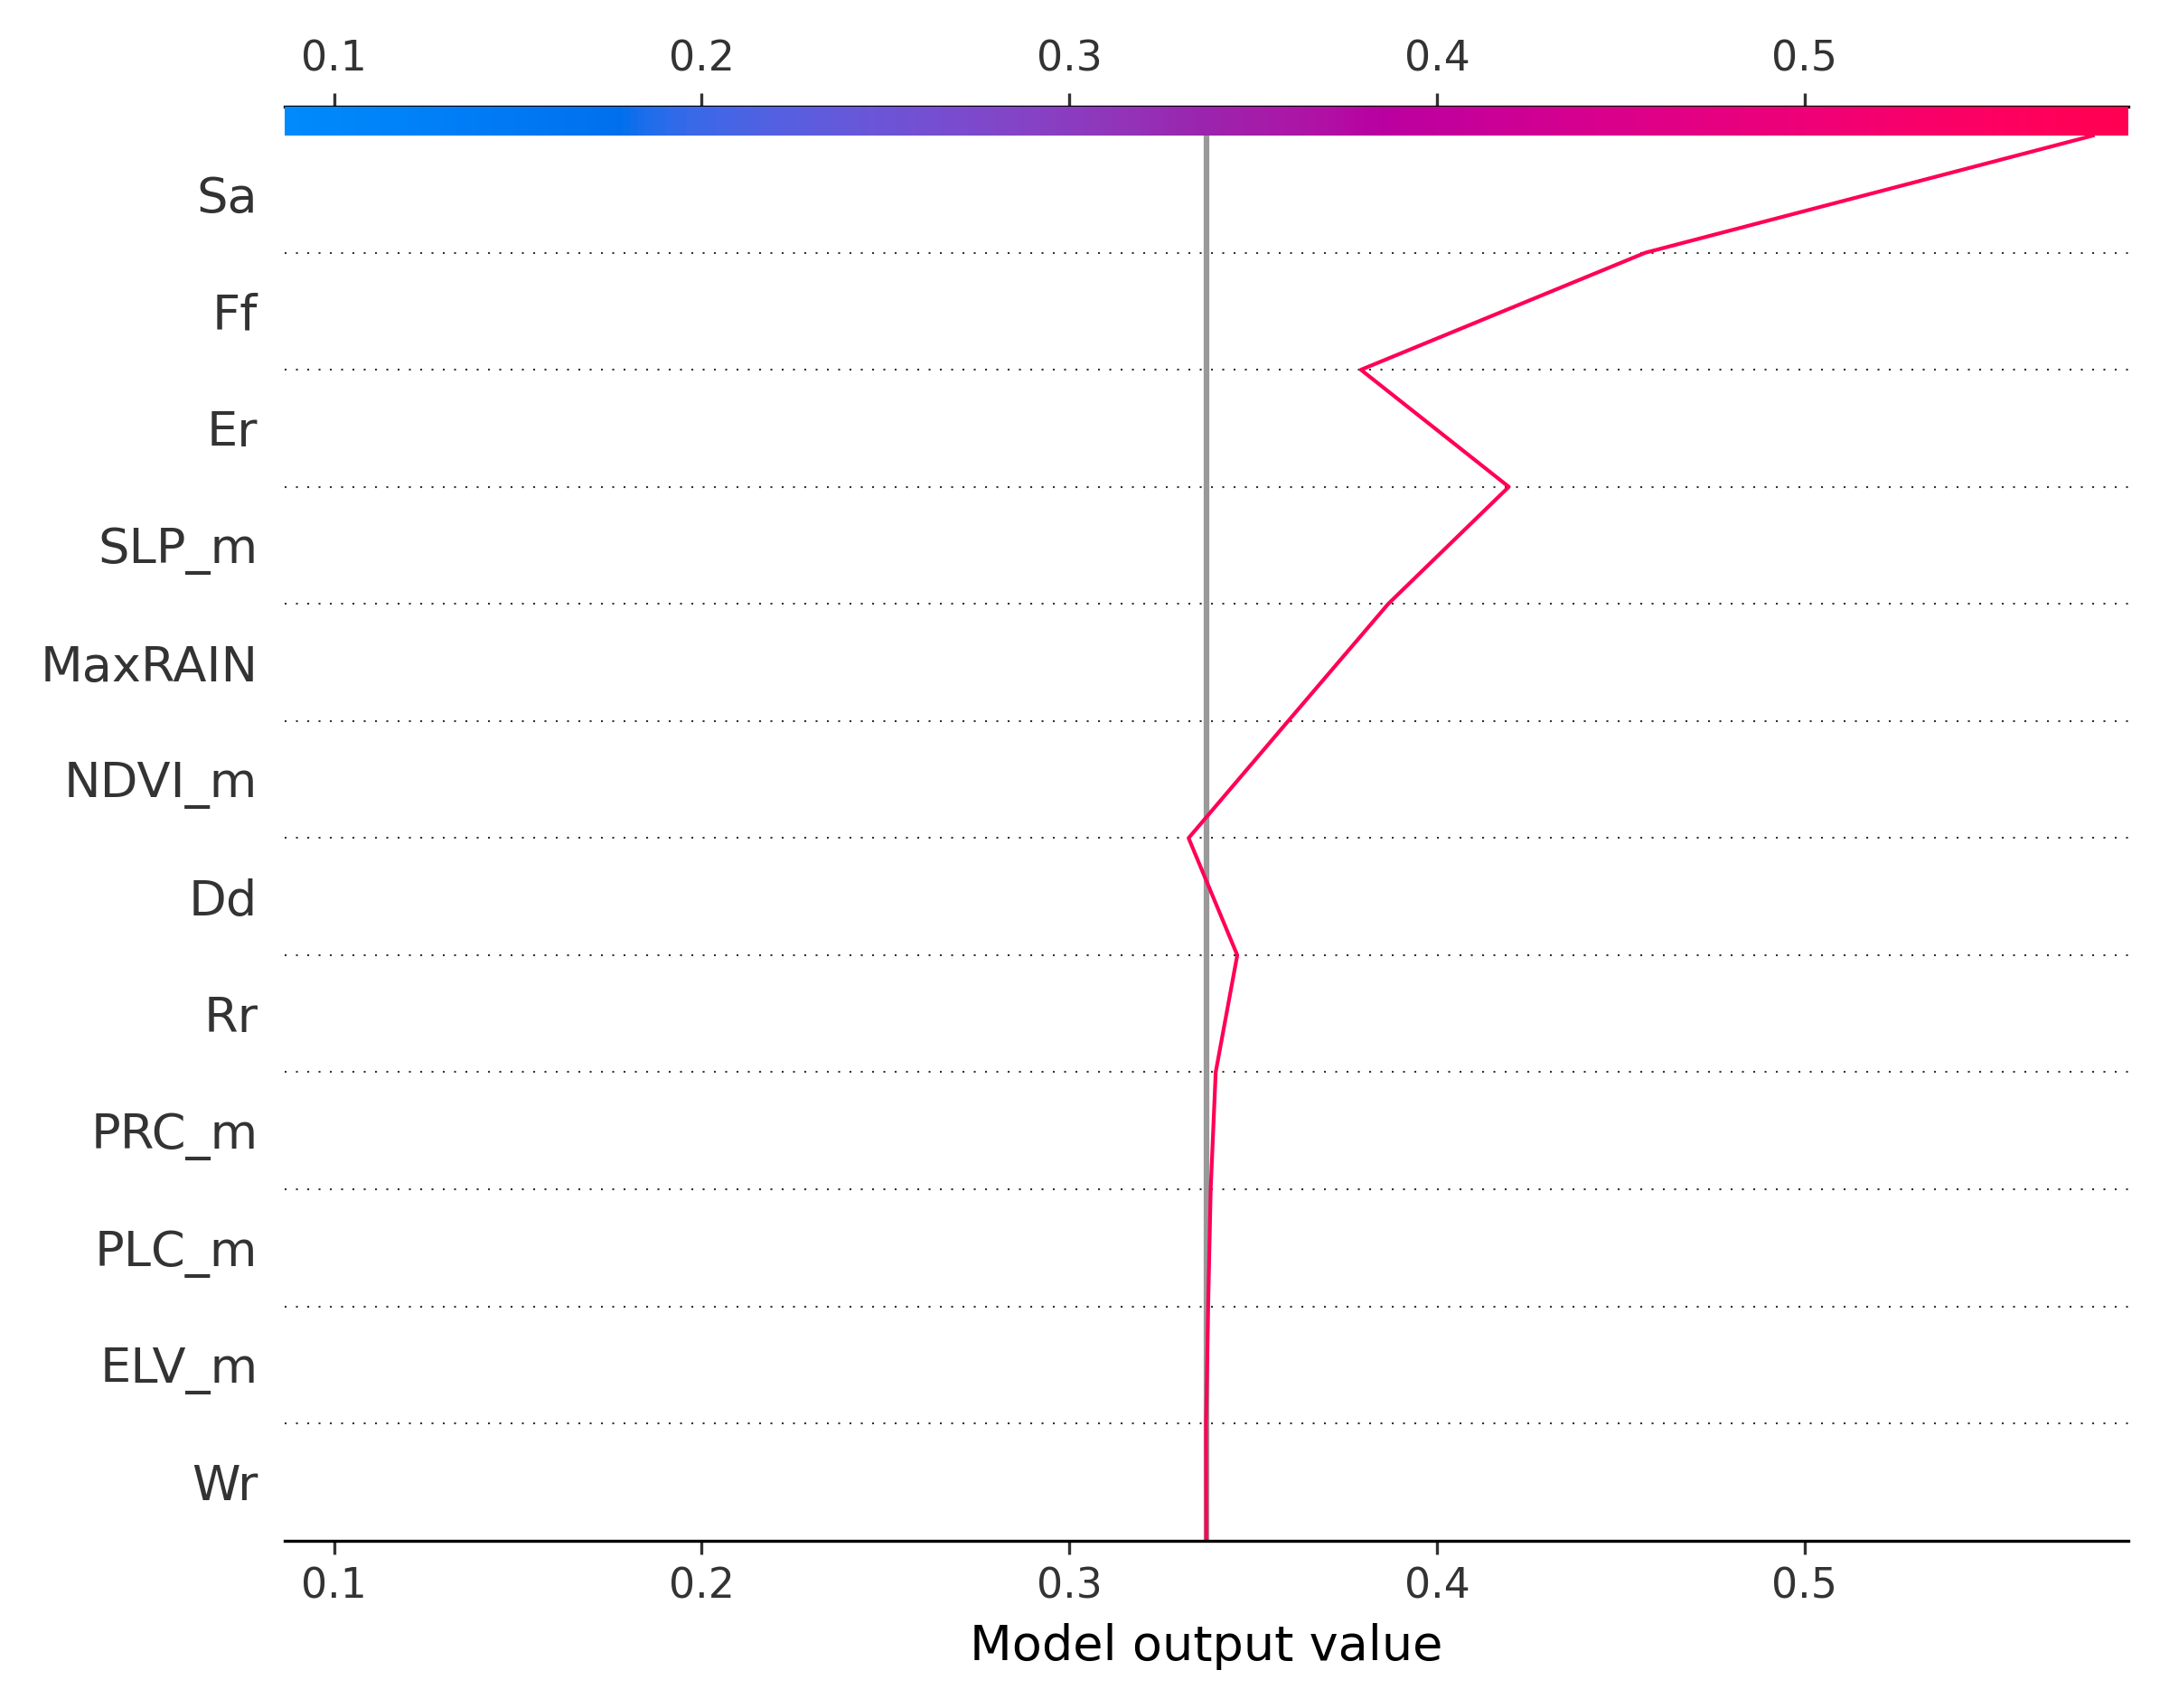 0.1 0.2 0.3 0.4 0.5
Sa
Ff
Er
SLP_m
MaxRAIN
NDVI_m
Dd
Rr
PRC_m
PLC_m
ELV_m
Wr
0.1 0.2 0.3 0.4 0.5
Model output value